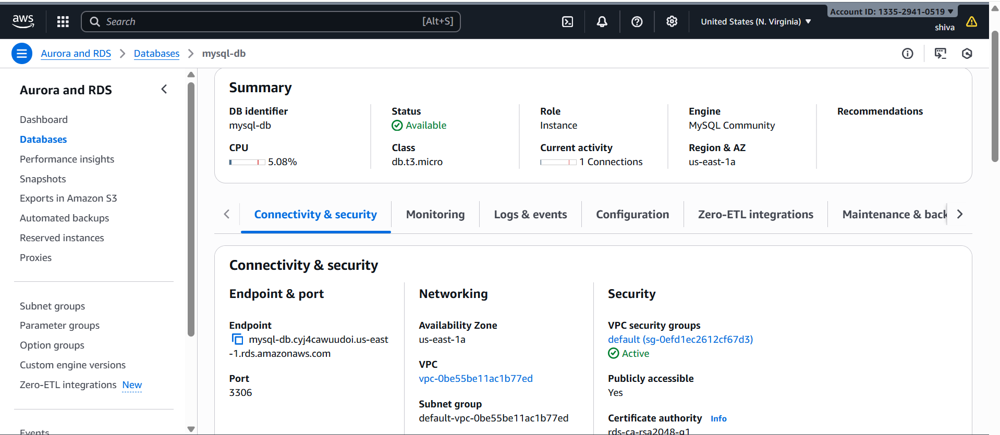 aws
Search [Alt+S]
United States (N. Virginia)
Account ID: 1335-2941-0519
shiva
Aurora and RDS
Databases
mysql-db
Aurora and RDS
Dashboard
Databases
Performance insights
Snapshots
Exports in Amazon S3
Automated backups
Reserved instances
Proxies
Subnet groups
Parameter groups
Option groups
Custom engine versions
Zero-ETL integrations New
Events
Summary
DB identifier
mysql-db
CPU
5.08%
Status
Available
Class
db.t3.micro
Role
Instance
Current activity
1 Connections
Engine
MySQL Community
Region & AZ
us-east-1a
Recommendations
Connectivity & security
Monitoring
Logs & events
Configuration
Zero-ETL integrations
Maintenance & back
Connectivity & security
Endpoint & port
Endpoint
mysql-db.cyj4cawuudoi.us-east
-1.rds.amazonaws.com
Port
3306
Networking
Availability Zone
us-east-1a
VPC
vpc-0be55be11ac1b77ed
Subnet group
default-vpc-0be55be11ac1b77ed
Security
VPC security groups
default (sg-0efd1ec2612cf67d3)
Active
Publicly accessible
Yes
Certificate authority Info
rds-ca-rsa2048-g1